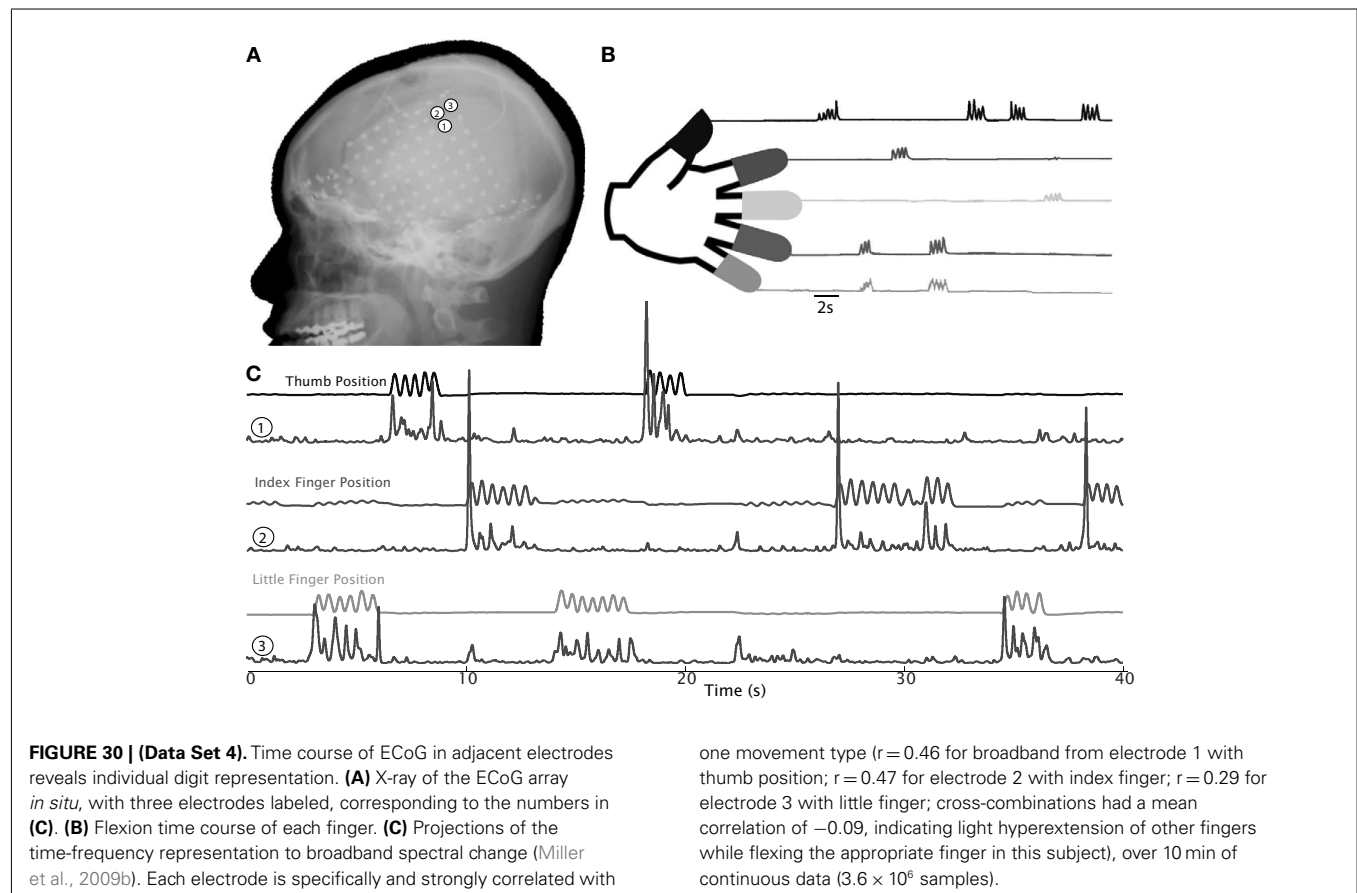 A
B
3
2
1
2s
C
Thumb Position
1
Index Finger Position
2
Little Finger Position
3
0 10 20 30 40
Time (s)
FIGURE 30 | (Data Set 4). Time course of ECoG in adjacent electrodes
reveals individual digit representation. (A) X-ray of the ECoG array
in situ, with three electrodes labeled, corresponding to the numbers in
(C). (B) Flexion time course of each finger. (C) Projections of the
time-frequency representation to broadband spectral change (Miller
et al., 2009b). Each electrode is specifically and strongly correlated with
one movement type (r = 0.46 for broadband from electrode 1 with
thumb position; r = 0.47 for electrode 2 with index finger; r = 0.29 for
electrode 3 with little finger; cross-combinations had a mean
correlation of −0.09, indicating light hyperextension of other fingers
while flexing the appropriate finger in this subject), over 10 min of
continuous data (3.6 × 10⁶ samples).